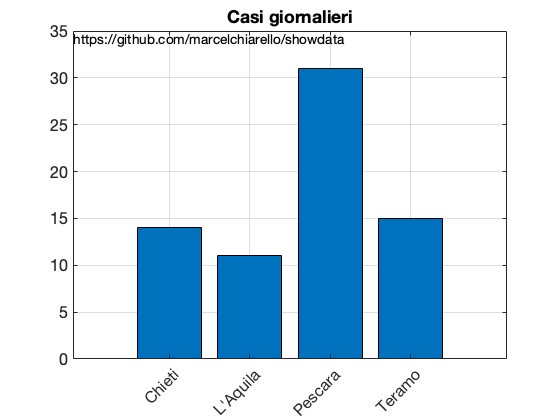 Casi giornalieri
https://github.com/marcelchiarello/showdata
35
30
25
20
15
10
5
0
Chieti
L'Aquila
Pescara
Teramo